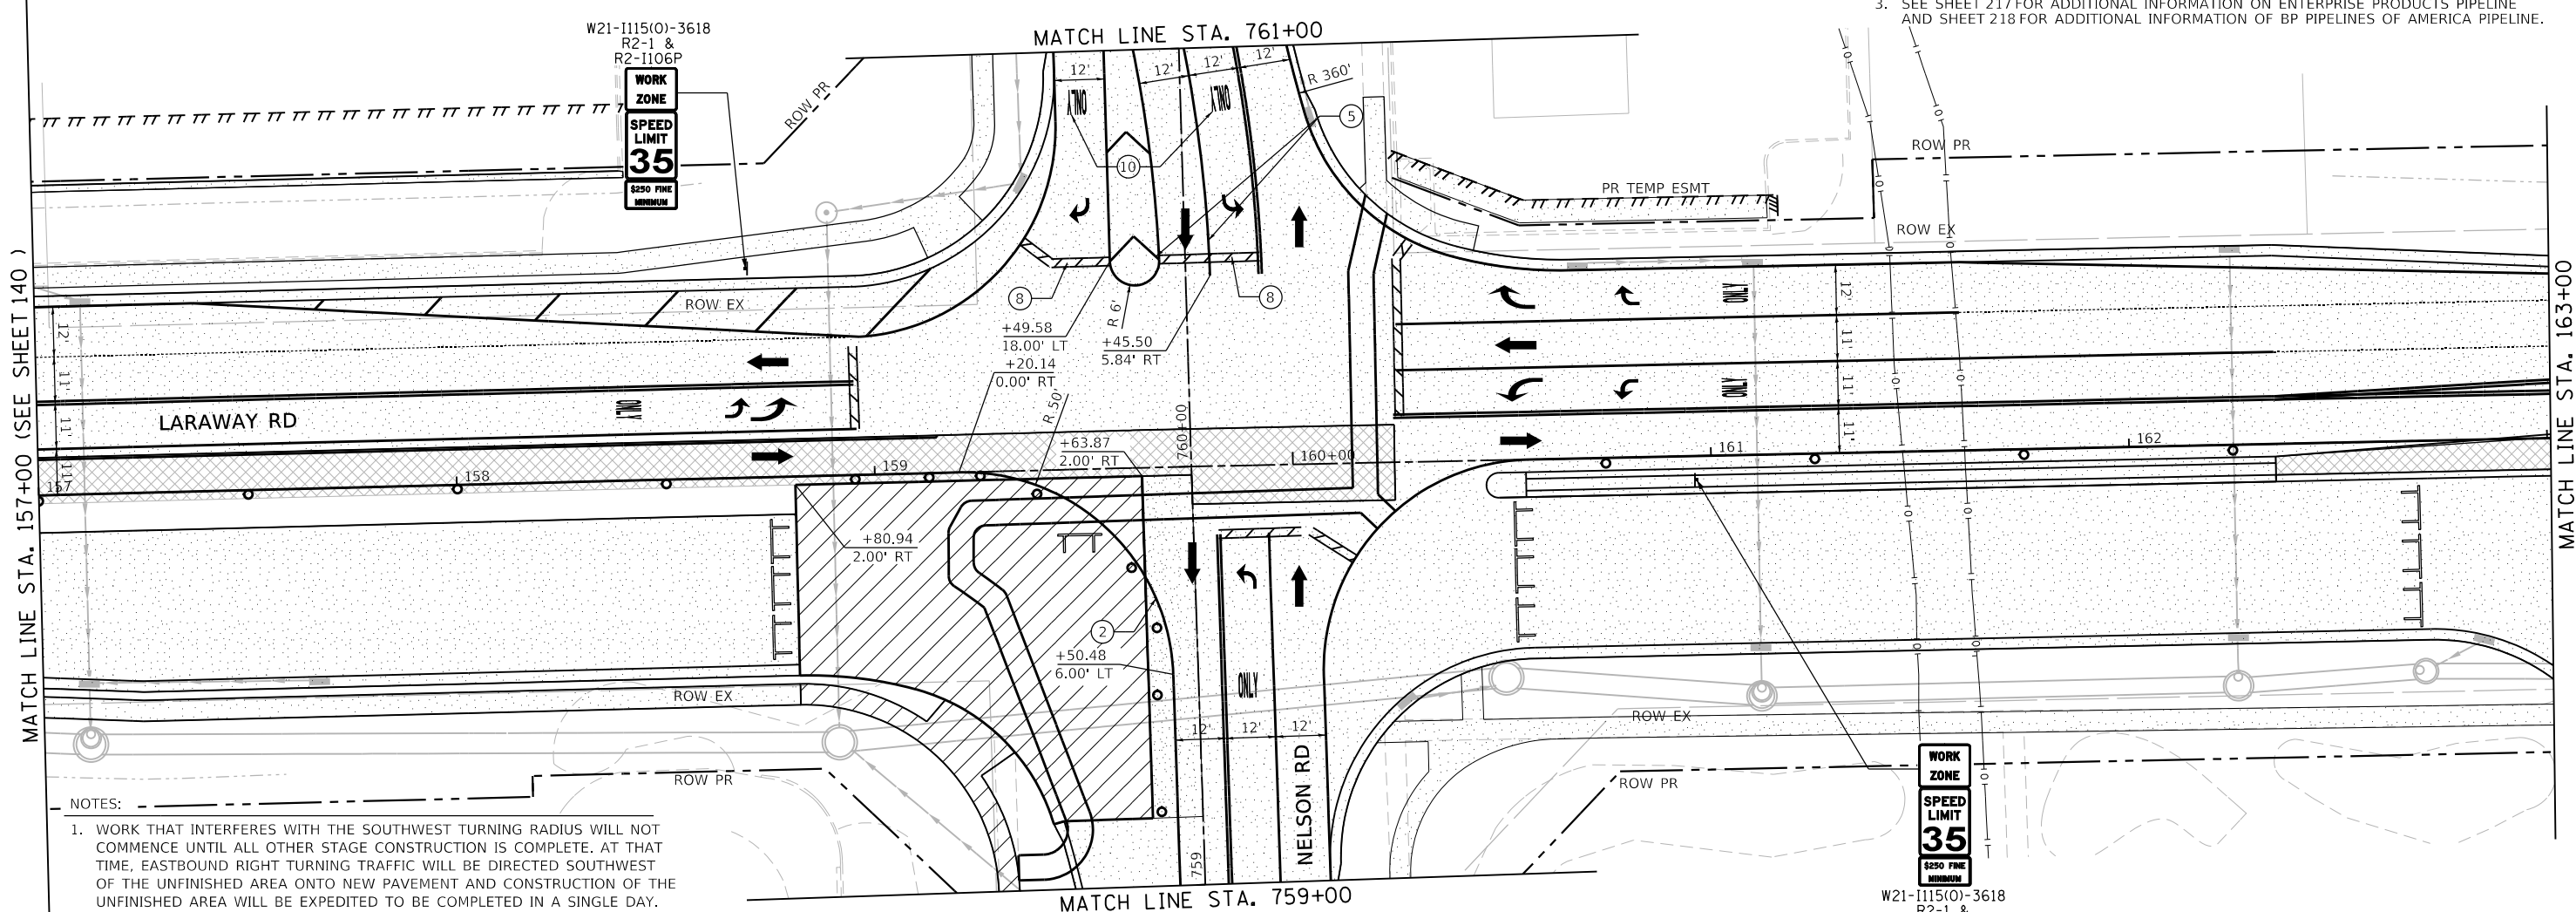 3. SEE SHEET 217 FOR ADDITIONAL INFORMATION ON ENTERPRISE PRODUCTS PIPELINE
AND SHEET 218 FOR ADDITIONAL INFORMATION OF BP PIPELINES OF AMERICA PIPELINE.
W21-I115(O)-3618
R2-1 &
R2-I106P
WORK
ZONE
SPEED
LIMIT
35
$250 FINE
MINIMUM
MATCH LINE STA. 761+00
12'
12'
12'
12'
R 360'
ONLY
ONLY
5
10
ROW PR
ROW PR
PR TEMP ESMT
ROW EX
8
8
ROW EX
R 6'
+49.58
18.00' LT
+45.50
5.84' RT
+20.14
0.00' RT
R 50'
+63.87
2.00' RT
760+00
ONLY
ONLY
12'
11'
11'
11'
12'
11'
11'
11'
ONLY
LARAWAY RD
MATCH LINE STA. 157+00 (SEE SHEET 140 )
MATCH LINE STA. 163+00
157
158
159
160+00
161
162
+80.94
2.00' RT
2
+50.48
6.00' LT
ONLY
12'
12'
12'
NELSON RD
759
ROW EX
ROW EX
ROW PR
ROW PR
NOTES:
1. WORK THAT INTERFERES WITH THE SOUTHWEST TURNING RADIUS WILL NOT
COMMENCE UNTIL ALL OTHER STAGE CONSTRUCTION IS COMPLETE. AT THAT
TIME, EASTBOUND RIGHT TURNING TRAFFIC WILL BE DIRECTED SOUTHWEST
OF THE UNFINISHED AREA ONTO NEW PAVEMENT AND CONSTRUCTION OF THE
UNFINISHED AREA WILL BE EXPEDITED TO BE COMPLETED IN A SINGLE DAY.
MATCH LINE STA. 759+00
WORK
ZONE
SPEED
LIMIT
35
$250 FINE
MINIMUM
W21-I115(O)-3618
R2-1 &